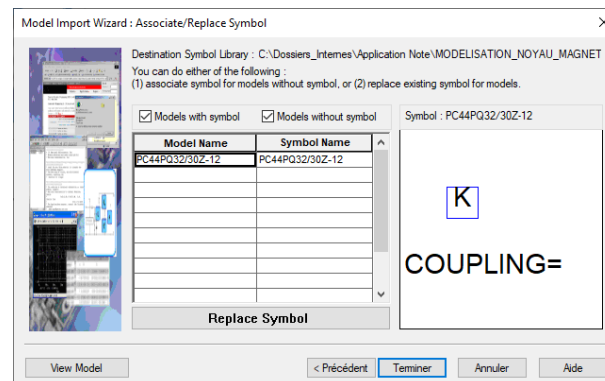 Model Import Wizard : Associate/Replace Symbol
Destination Symbol Library : C:\Dossiers_Internes\Application Note\MODELISATION_NOYAU_MAGNET
You can do either of the following :
(1) associate symbol for models without symbol, or (2) replace existing symbol for models.
Models with symbol Models without symbol Symbol : PC44PQ32/30Z-12
Model Name Symbol Name
PC44PQ32/30Z-12 PC44PQ32/30Z-12
K
COUPLING=
Replace Symbol
View Model < Précédent Terminer Annuler Aide